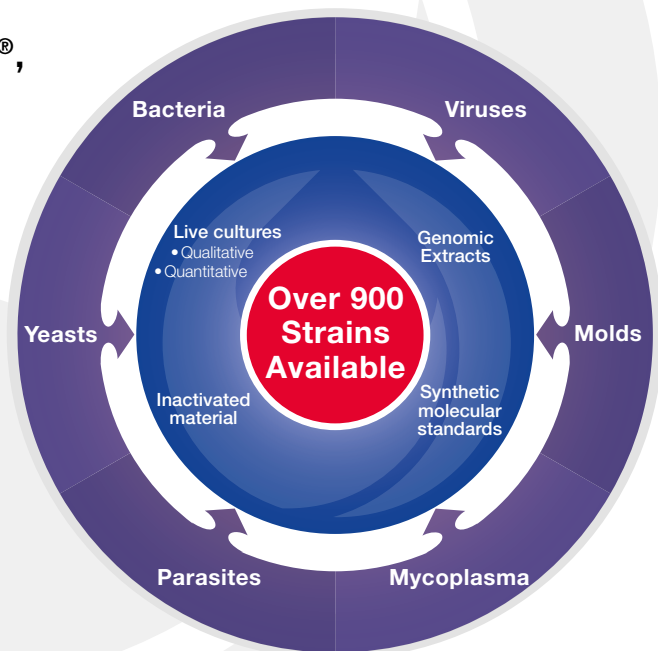 ®,
Bacteria
Viruses
Live cultures
• Qualitative
• Quantitative
Genomic
Extracts
Over 900
Strains
Available
Yeasts
Molds
Inactivated
material
Synthetic
molecular
standards
Parasites
Mycoplasma